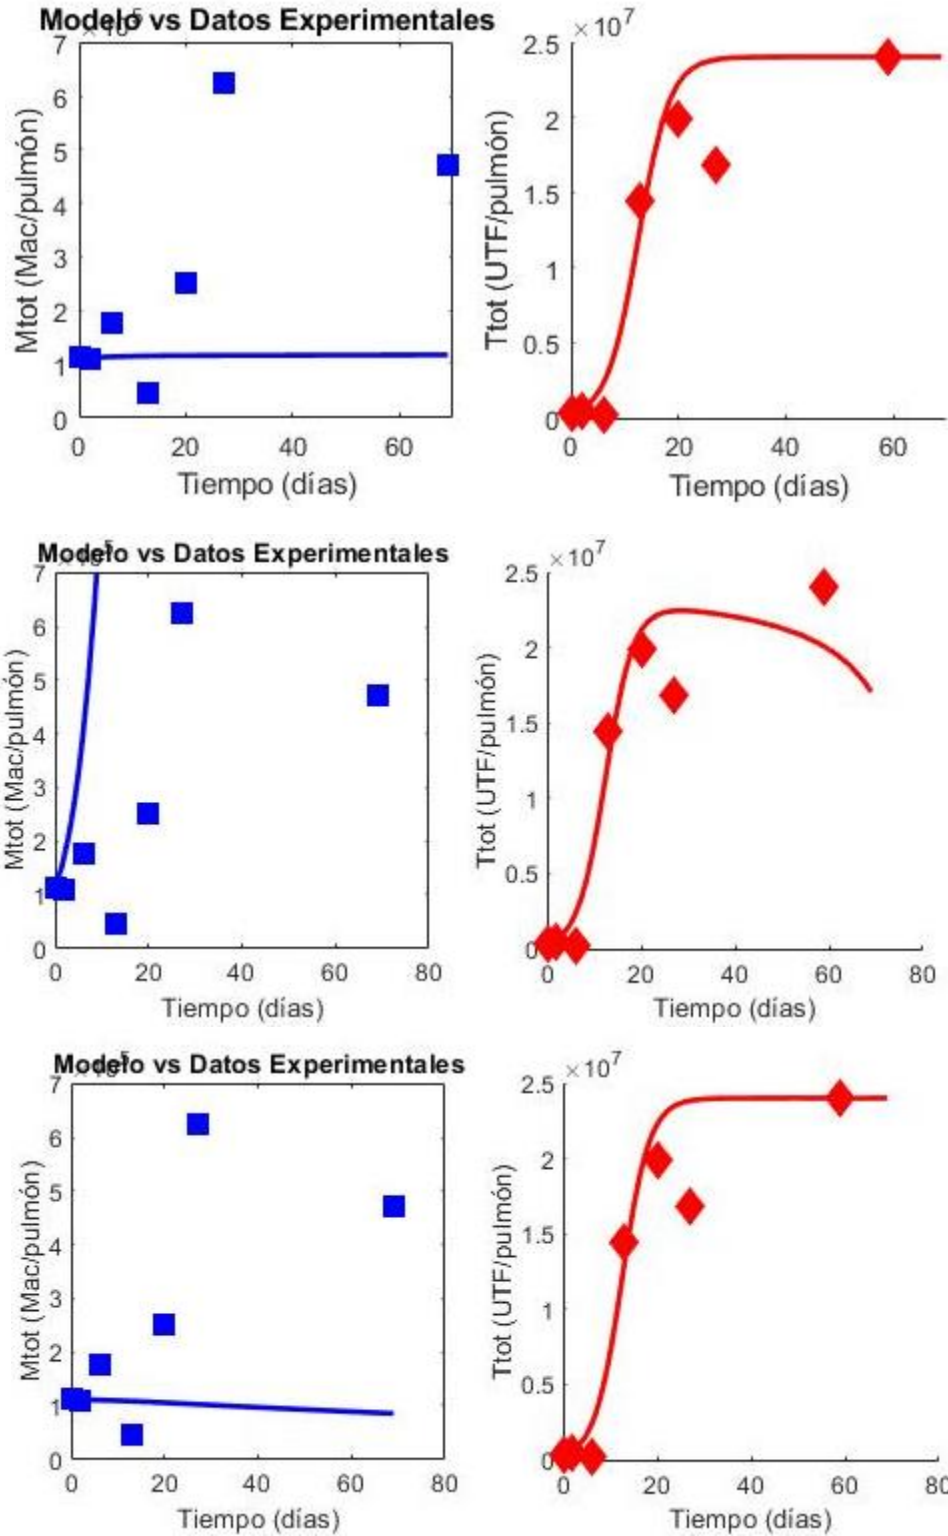 Modelo vs Datos Experimentales
×10⁵
7
6
5
4
3
2
1
0
0 20 40 60
Mtot (Mac/pulmón)
Tiempo (días)
×10⁷
2.5
2
1.5
1
0.5
0
0 20 40 60
Ttot (UTF/pulmón)
Tiempo (días)
Modelo vs Datos Experimentales
×10⁵
7
6
5
4
3
2
1
0
0 20 40 60 80
Mtot (Mac/pulmón)
Tiempo (días)
×10⁷
2.5
2
1.5
1
0.5
0
0 20 40 60 80
Ttot (UTF/pulmón)
Tiempo (días)
Modelo vs Datos Experimentales
×10⁵
7
6
5
4
3
2
1
0
0 20 40 60 80
Mtot (Mac/pulmón)
Tiempo (días)
×10⁷
2.5
2
1.5
1
0.5
0
0 20 40 60 80
Ttot (UTF/pulmón)
Tiempo (días)